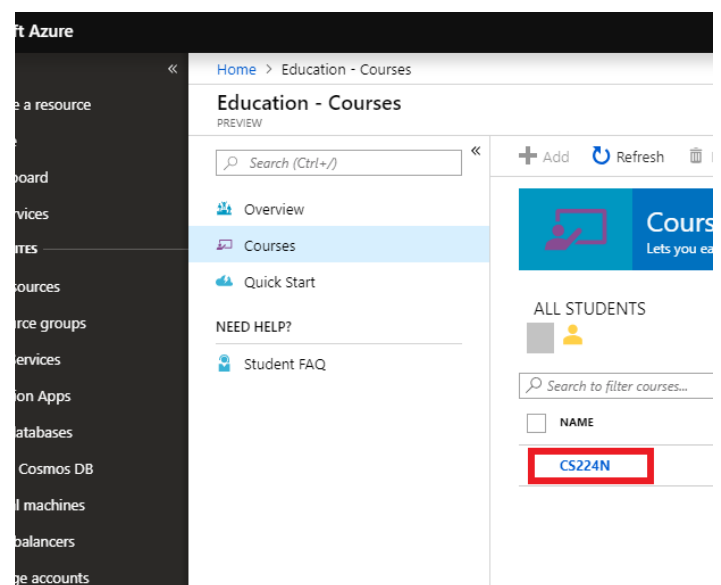 ft Azure
Home > Education - Courses
Education - Courses
PREVIEW
Search (Ctrl+/)
Overview
Courses
Quick Start
NEED HELP?
Student FAQ
e a resource
board
rvices
ITES
sources
rce groups
ervices
ion Apps
atabases
Cosmos DB
l machines
balancers
ge accounts
Add
Refresh
Cours
Lets you ea
ALL STUDENTS
Search to filter courses...
NAME
CS224N